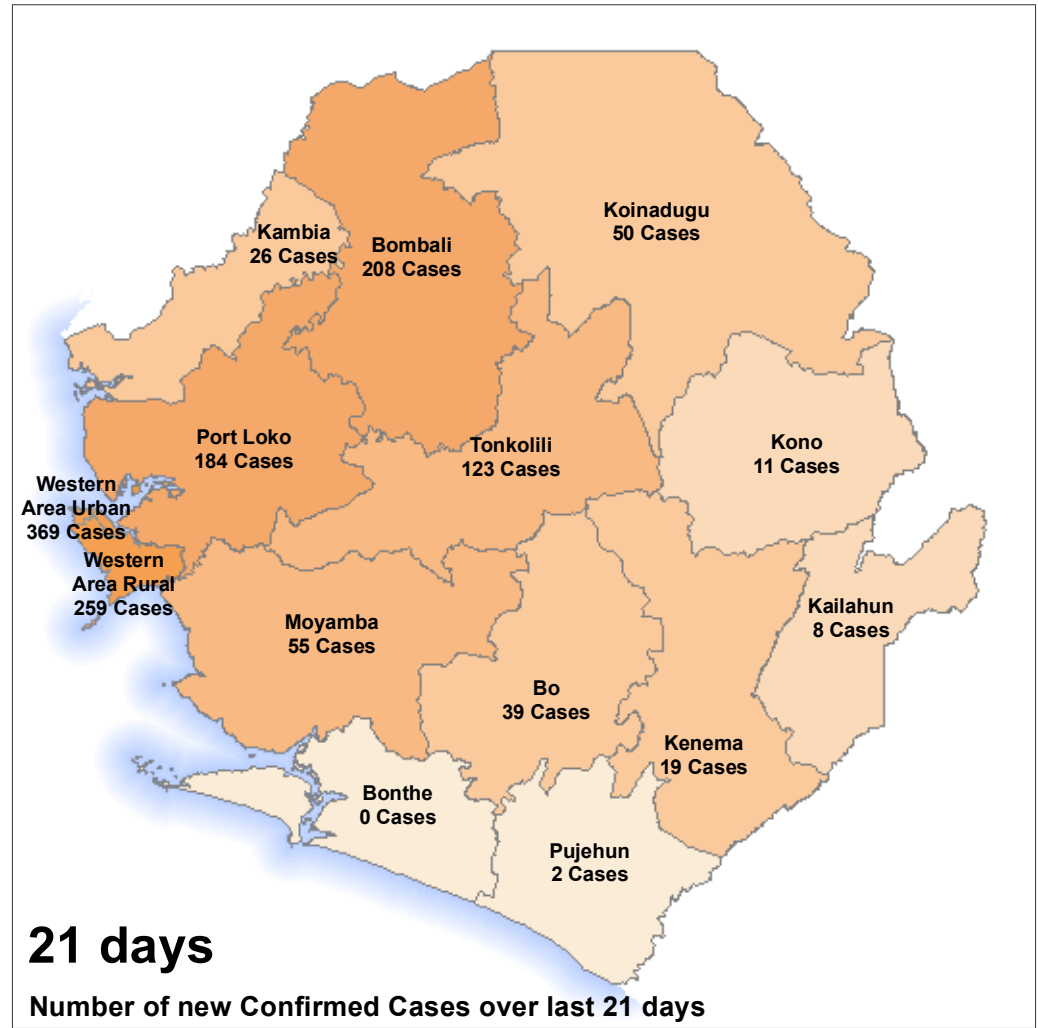 Koinadugu
50 Cases
Kambia
26 Cases
Bombali
208 Cases
Port Loko
184 Cases
Tonkolili
123 Cases
Kono
11 Cases
Western
Area Urban
369 Cases
Western
Area Rural
259 Cases
Moyamba
55 Cases
Kailahun
8 Cases
Bo
39 Cases
Kenema
19 Cases
Bonthe
0 Cases
Pujehun
2 Cases
21 days
Number of new Confirmed Cases over last 21 days